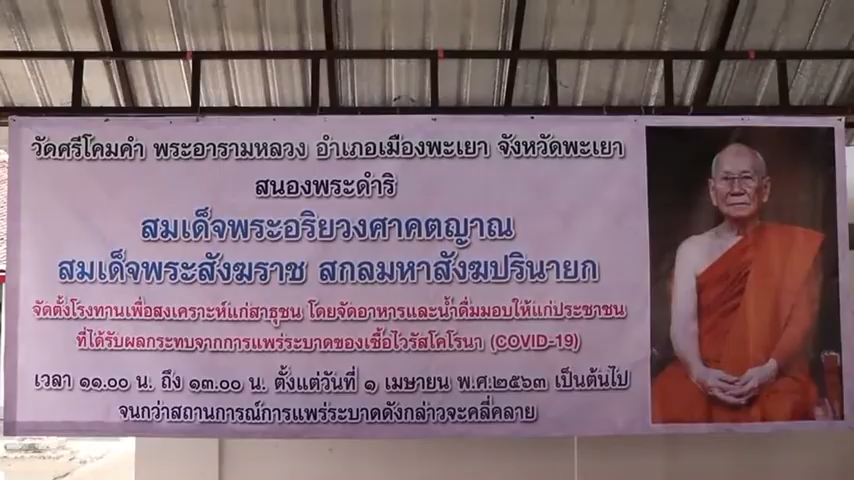 วัดศรีโคมคำ พระอารามหลวง อำเภอเมืองพะเยา จังหวัดพะเยา
สนองพระดำริ
สมเด็จพระอริยวงศาคตญาณ
สมเด็จพระสังฆราช สกลมหาสังฆปรินายก
จัดตั้งโรงทานเพื่อสงเคราะห์แก่สาธุชน โดยจัดอาหารและน้ำดื่มมอบให้แก่ประชาชน
ที่ได้รับผลกระทบจากการแพร่ระบาดของเชื้อไวรัสโคโรนา (COVID-19)
เวลา ๑๑.๐๐ น. ถึง ๑๓.๐๐ น. ตั้งแต่วันที่ ๑ เมษายน พ.ศ.๒๕๖๓ เป็นต้นไป
จนกว่าสถานการณ์การแพร่ระบาดดังกล่าวจะคลี่คลาย